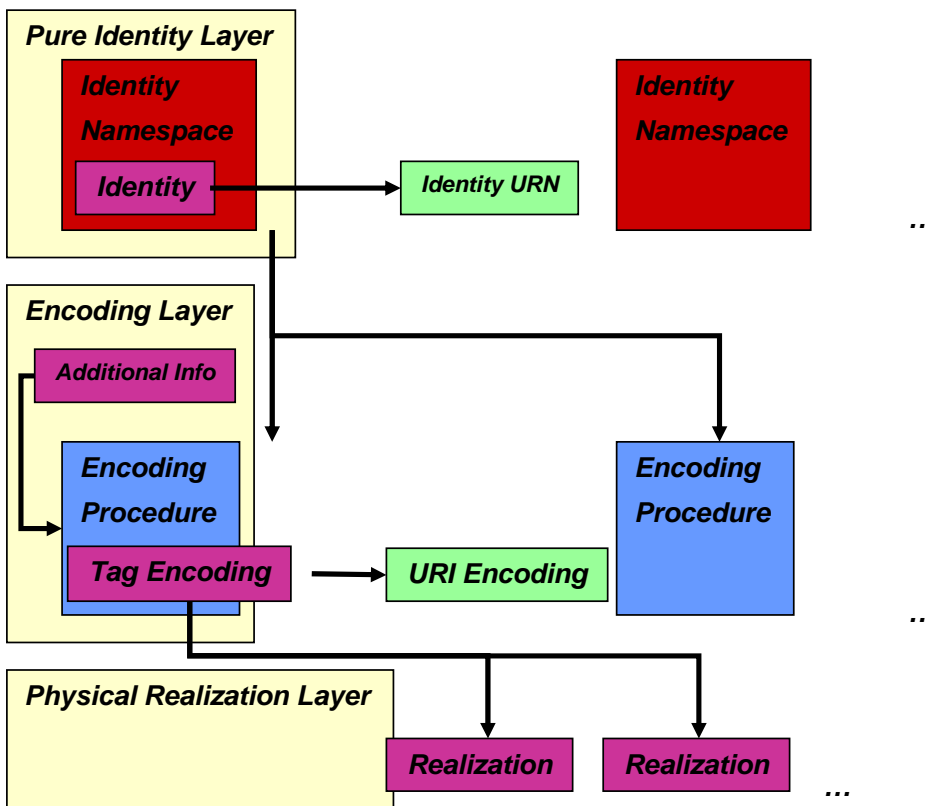 Pure Identity Layer
Identity
Namespace
Identity
Identity URN
Identity
Namespace
..
Encoding Layer
Additional Info
Encoding
Procedure
Tag Encoding
URI Encoding
Encoding
Procedure
..
Physical Realization Layer
Realization
Realization
...